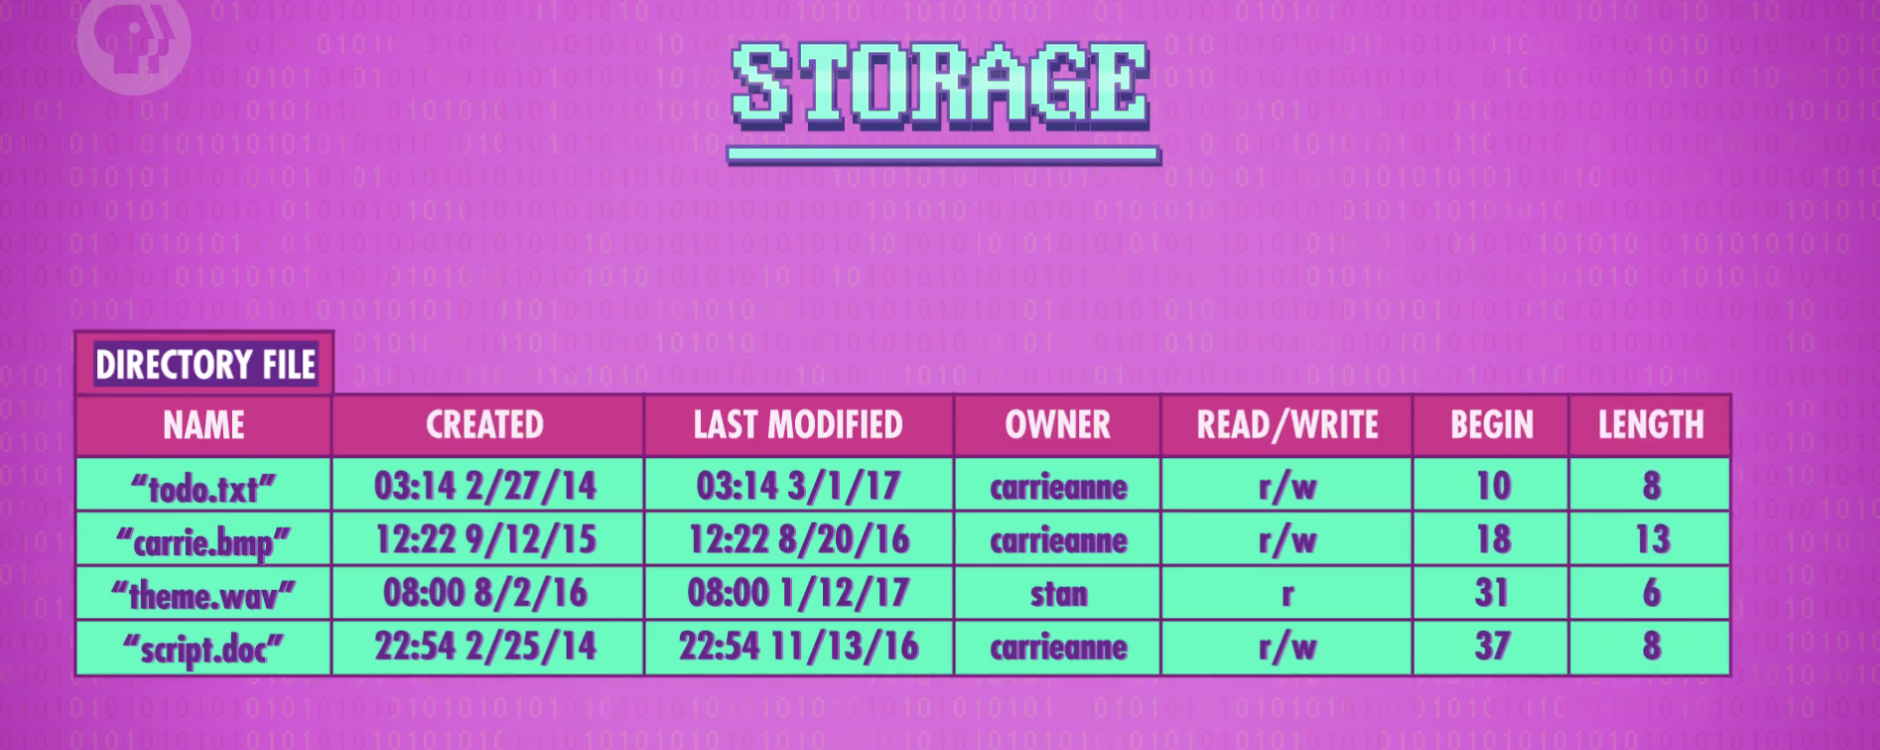 STORAGE
DIRECTORY FILE
NAME CREATED LAST MODIFIED OWNER READ/WRITE BEGIN LENGTH
“todo.txt” 03:14 2/27/14 03:14 3/1/17 carrieanne r/w 10 8
“carrie.bmp” 12:22 9/12/15 12:22 8/20/16 carrieanne r/w 18 13
“theme.wav” 08:00 8/2/16 08:00 1/12/17 stan r 31 6
“script.doc” 22:54 2/25/14 22:54 11/13/16 carrieanne r/w 37 8